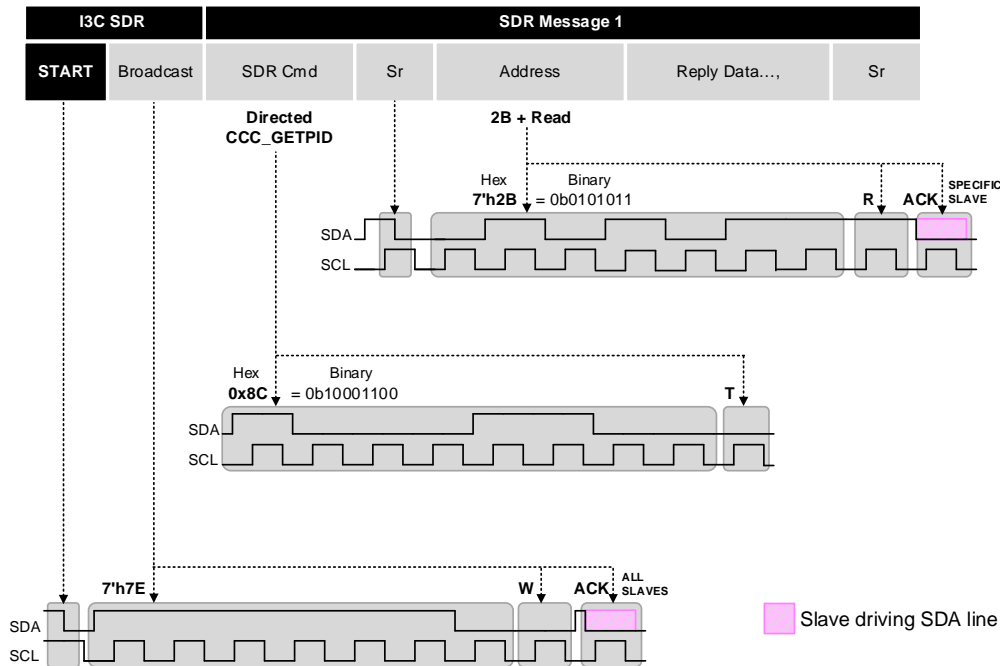 I3C SDR SDR Message 1
START Broadcast SDR Cmd Sr Address Reply Data..., Sr
Directed
CCC_GETPID
2B + Read
Hex Binary
7'h2B = 0b0101011
R ACK SPECIFIC
SLAVE
SDA
SCL
Hex Binary
0x8C = 0b10001100
T
SDA
SCL
7'h7E
W ACK ALL
SLAVES
SDA
SCL
Slave driving SDA line